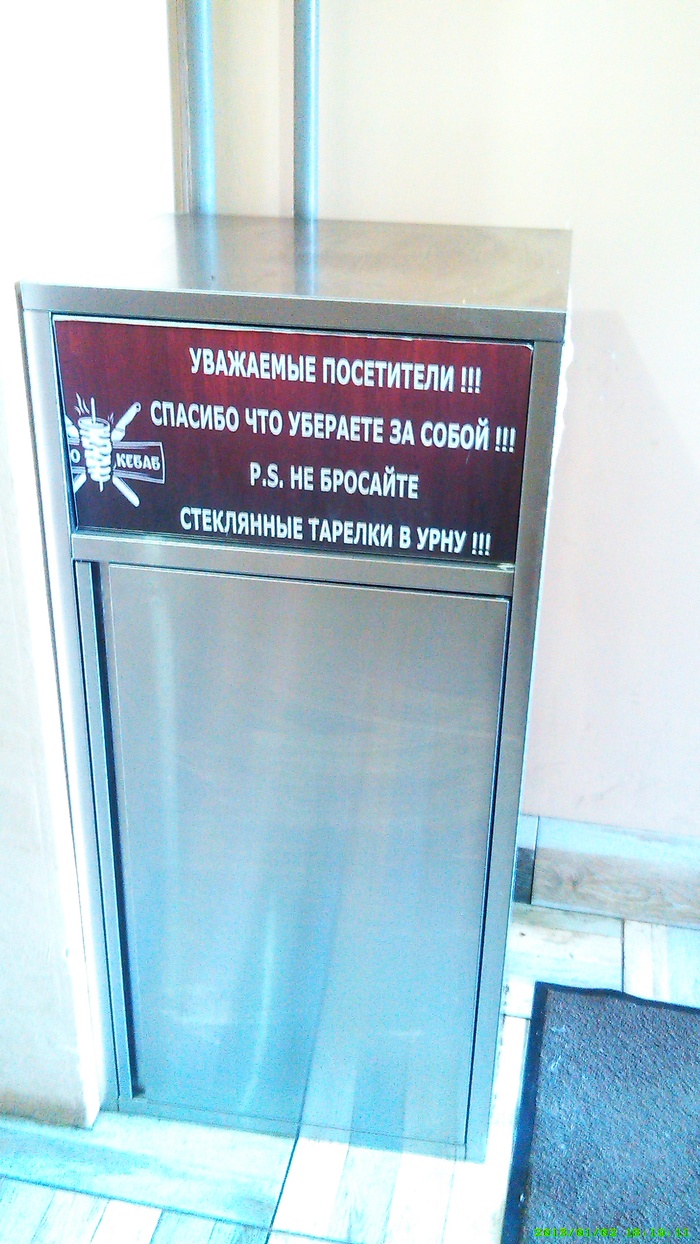 УВАЖАЕМЫЕ ПОСЕТИТЕЛИ !!!
СПАСИБО ЧТО УБЕРАЕТЕ ЗА СОБОЙ !!!
О КЕБАБ
P.S. НЕ БРОСАЙТЕ
СТЕКЛЯННЫЕ ТАРЕЛКИ В УРНУ !!!